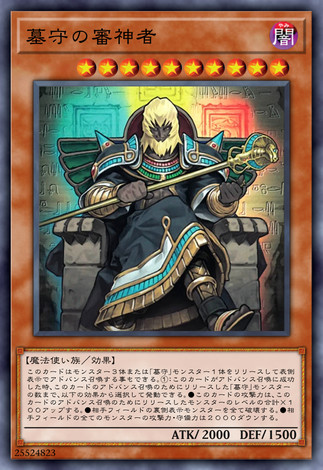 墓守の審神者
闇
やみ
【魔法使い族／効果】
このカードはモンスター３体または「墓守」モンスター１体をリリースして表側
表示でアドバンス召喚する事もできる。①：このカードがアドバンス召喚に成功
した時、このカードのアドバンス召喚のためにリリースした「墓守」モンスター
の数まで、以下の効果から選択して発動できる。●このカードの攻撃力は、この
カードのアドバンス召喚のためにリリースしたモンスターのレベルの合計×１
００アップする。●相手フィールドの裏側表示モンスターを全て破壊する。●相
手フィールドの全てのモンスターの攻撃力・守備力は２０００ダウンする。
ATK/ 2000 DEF/1500
25524823